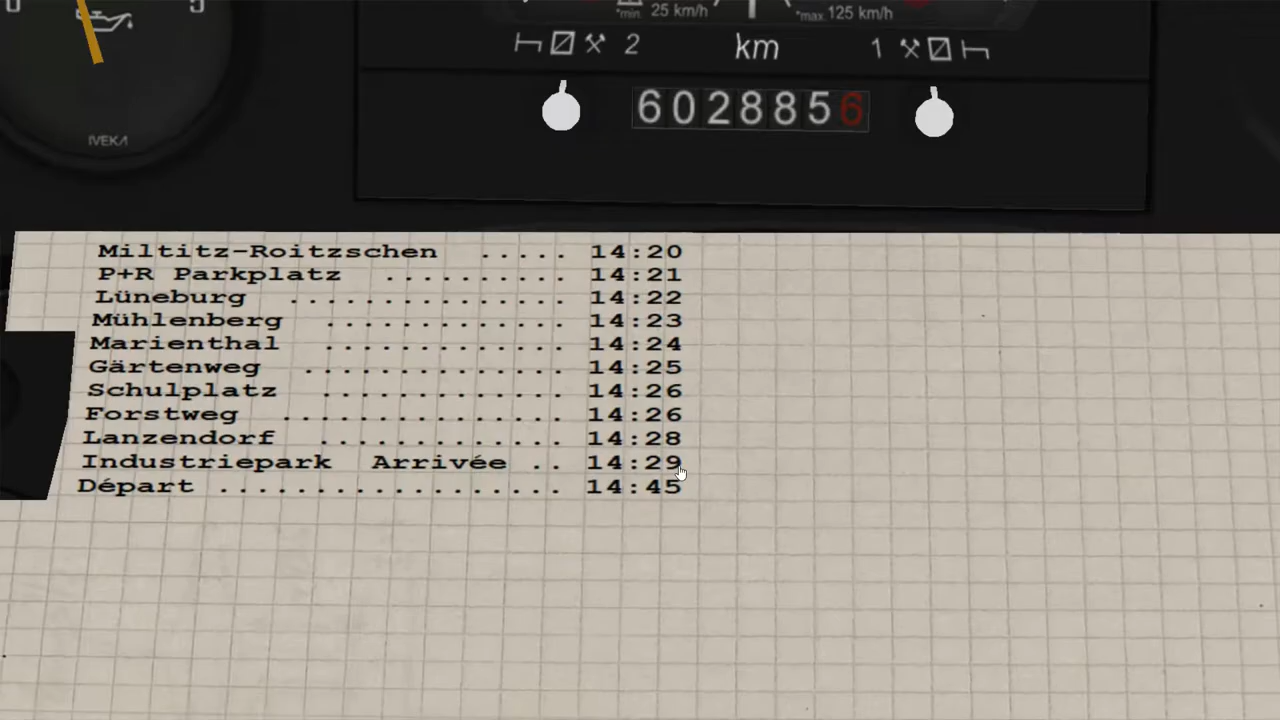 0 5
*min. 25 km/h *max. 125 km/h
2 km 1
6028856
IVEKA
Miltitz-Roitzschen ..... 14:20
P+R Parkplatz .......... 14:21
Lüneburg ............... 14:22
Mühlenberg ............. 14:23
Marienthal ............. 14:24
Gärtenweg .............. 14:25
Schulplatz ............. 14:26
Forstweg ............... 14:26
Lanzendorf ............. 14:28
Industriepark Arrivée .. 14:29
Départ ................... 14:45